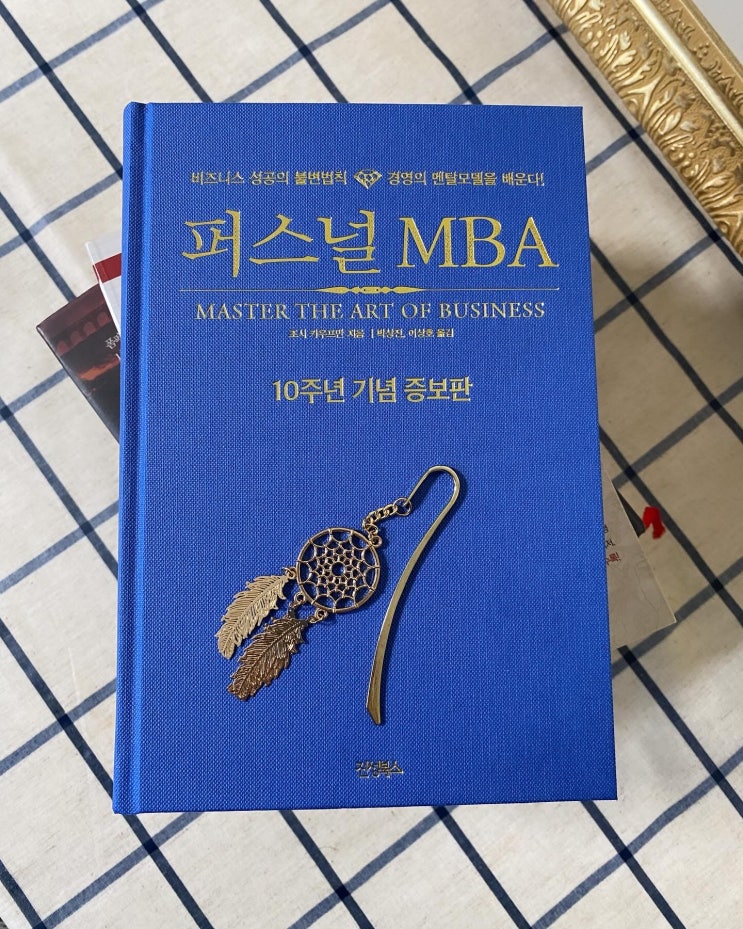 비즈니스 성공의 불변법칙 경영의 멘탈모델을 배운다!
퍼스널 MBA
MASTER THE ART OF BUSINESS
조시 카우프만 지음 | 박상진, 이상호 옮김
10주년 기념 증보판
진성북스